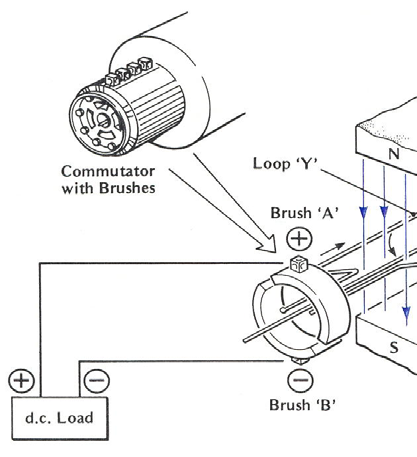 Commutator
with Brushes
N
Loop ‘Y’
Brush ‘A’
+
S
+
−
−
d.c. Load
Brush ‘B’